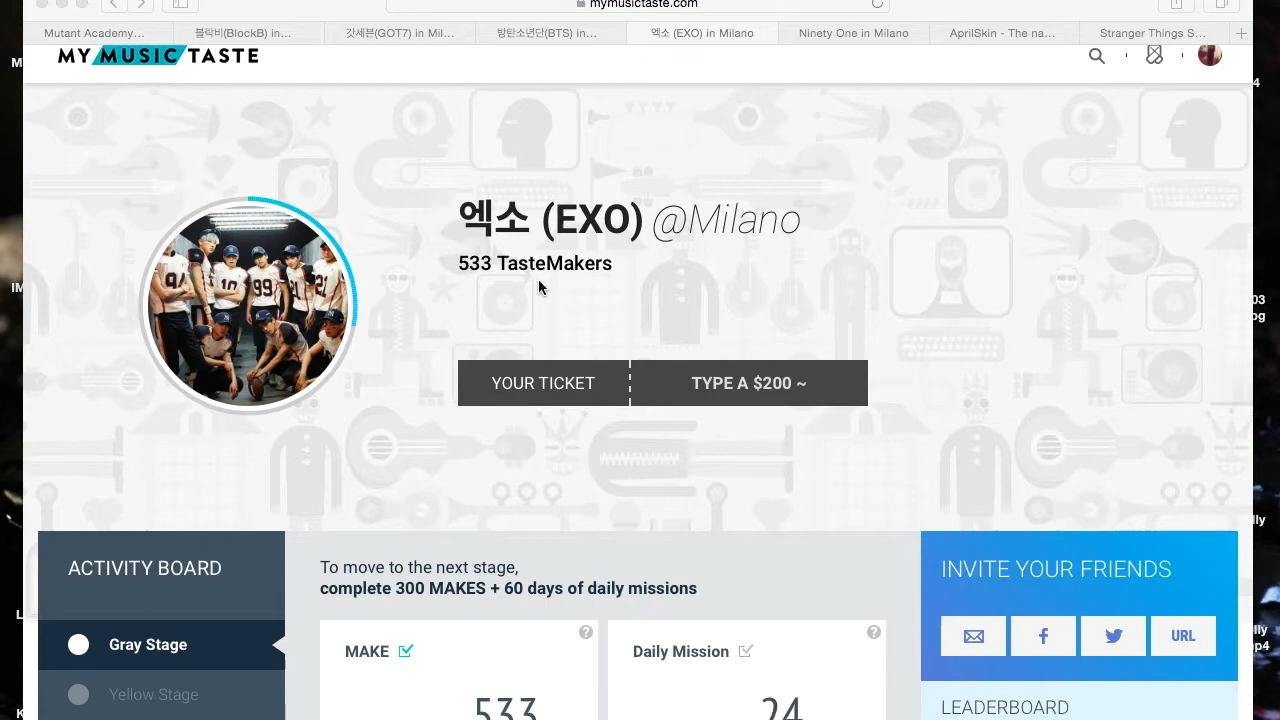 mymusictaste.com
Mutant Academy...
블락비(BlockB) in...
갓세븐(GOT7) in Mil...
방탄소년단(BTS) in...
엑소 (EXO) in Milano
Ninety One in Milano
AprilSkin - The na...
Stranger Things S...
MY MUSIC TASTE
엑소 (EXO) @Milano
533 TasteMakers
YOUR TICKET
TYPE A $200 ~
ACTIVITY BOARD
Gray Stage
Yellow Stage
To move to the next stage,
complete 300 MAKES + 60 days of daily missions
MAKE
533
Daily Mission
24
INVITE YOUR FRIENDS
URL
LEADERBOARD